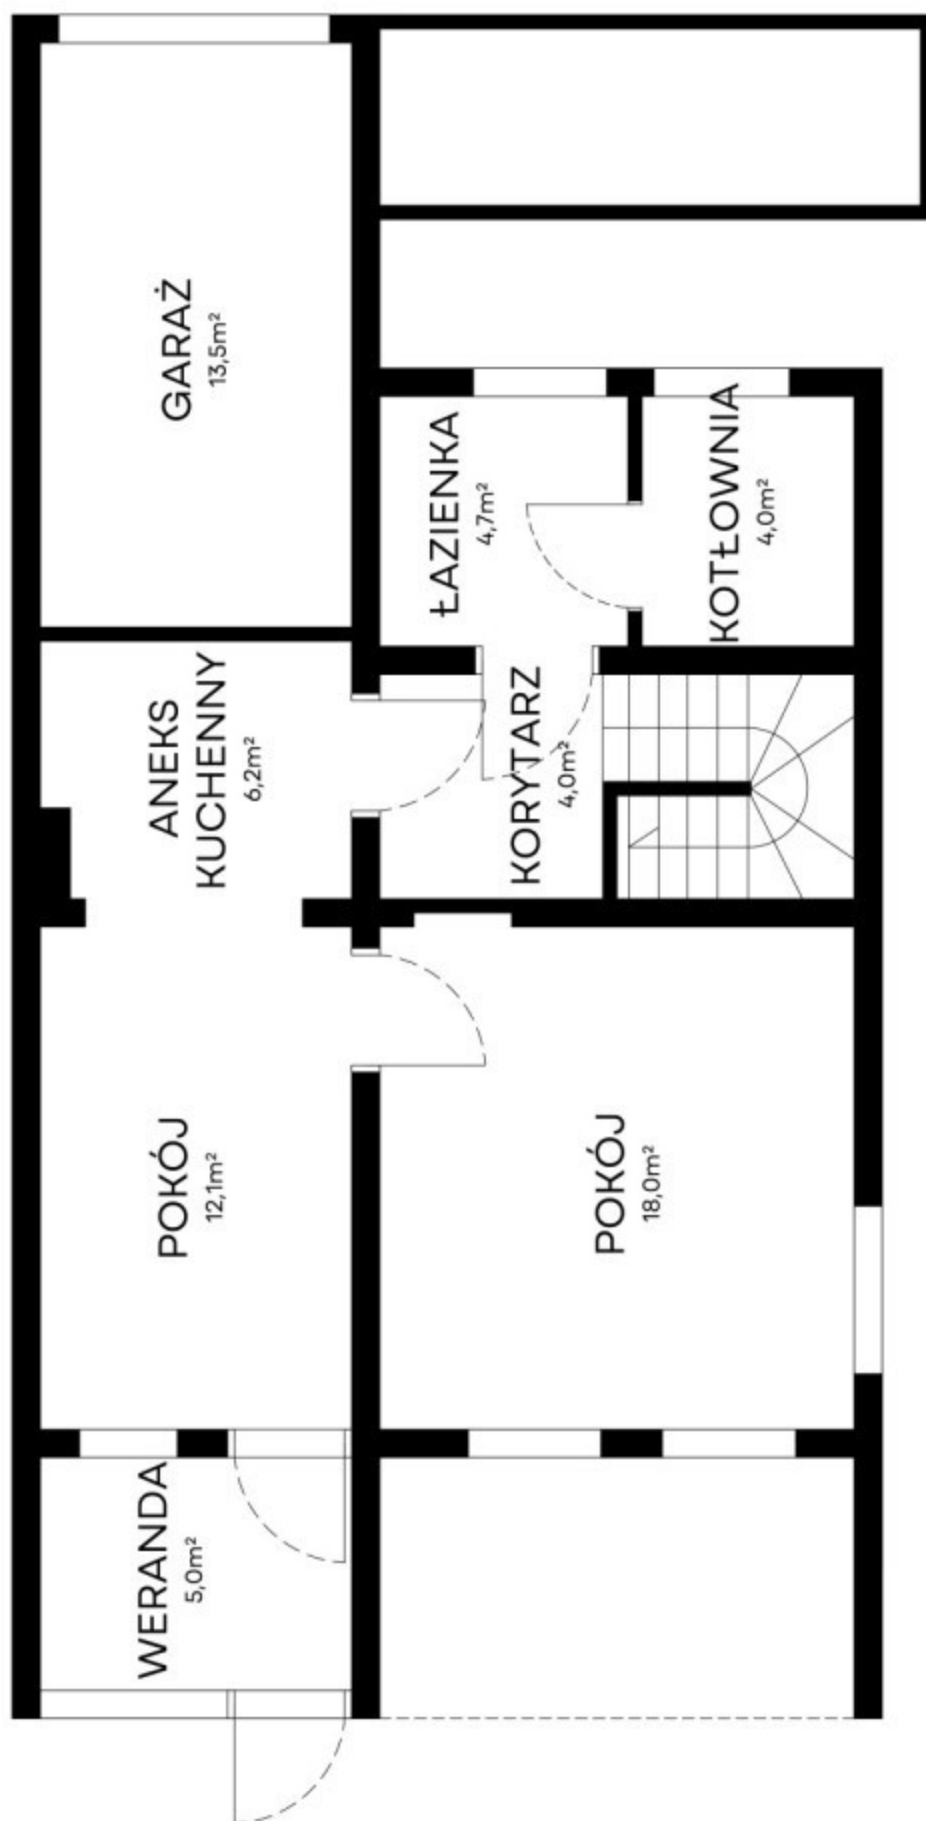 GARAŻ
13,5m²
ŁAZIENKA
4,7m²
KOTŁOWNIA
4,0m²
ANEKS
KUCHENNY
6,2m²
KORYTARZ
4,0m²
POKÓJ
12,1m²
POKÓJ
18,0m²
WERANDA
5,0m²